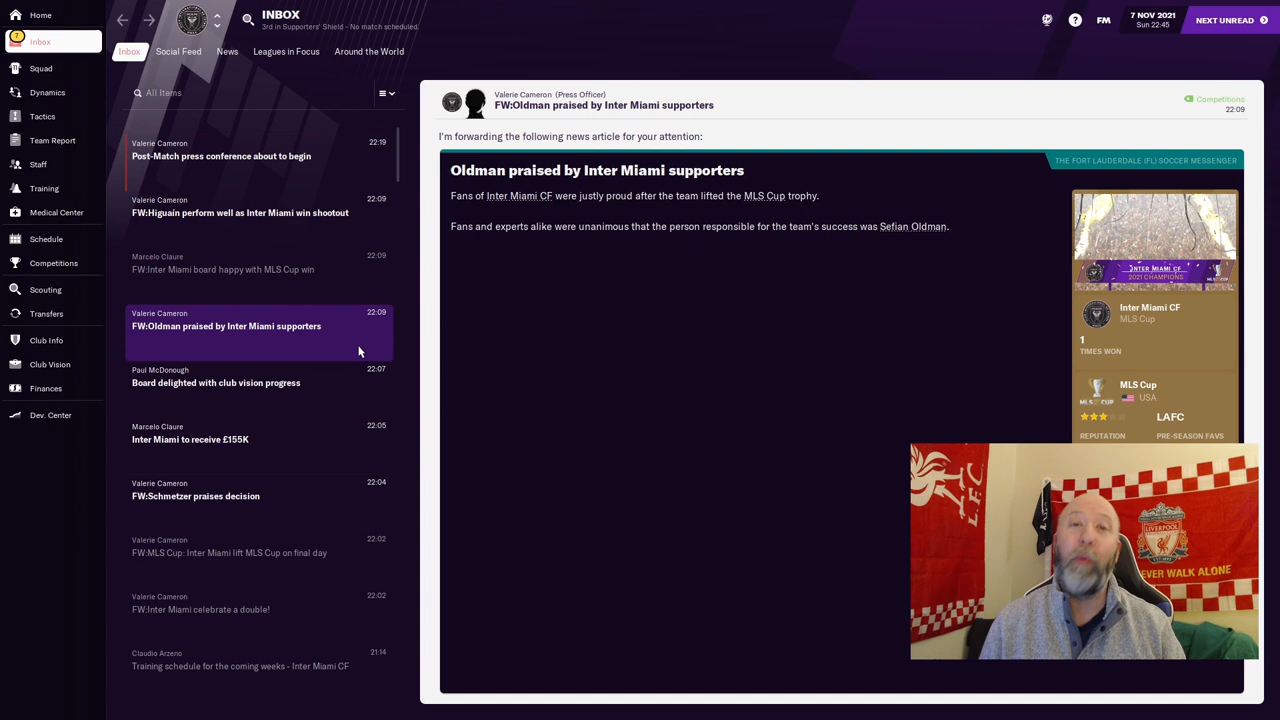 Home
7
Inbox
Squad
Dynamics
Tactics
Team Report
Staff
Training
Medical Center
Schedule
Competitions
Scouting
Transfers
Club Info
Club Vision
Finances
Dev. Center
INBOX
3rd in Supporters' Shield - No match scheduled.
?
FM
7 NOV 2021
Sun 22:45
NEXT UNREAD
Inbox
Social Feed
News
Leagues in Focus
Around the World
All Items
Valerie Cameron
22:19
Post-Match press conference about to begin
Valerie Cameron
22:09
FW:Higuain perform well as Inter Miami win shootout
Marcelo Claure
22:09
FW:Inter Miami board happy with MLS Cup win
Valerie Cameron
22:09
FW:Oldman praised by Inter Miami supporters
Paul McDonough
22:07
Board delighted with club vision progress
Marcelo Claure
22:05
Inter Miami to receive £155K
Valerie Cameron
22:04
FW:Schmetzer praises decision
Valerie Cameron
22:02
FW:MLS Cup: Inter Miami lift MLS Cup on final day
Valerie Cameron
22:02
FW:Inter Miami celebrate a double!
Claudio Arzeno
21:14
Training schedule for the coming weeks - Inter Miami CF
Valerie Cameron (Press Officer)
FW:Oldman praised by Inter Miami supporters
Competitions
22:09
I'm forwarding the following news article for your attention:
THE FORT LAUDERDALE (FL) SOCCER MESSENGER
Oldman praised by Inter Miami supporters
Fans of Inter Miami CF were justly proud after the team lifted the MLS Cup trophy.
Fans and experts alike were unanimous that the person responsible for the team's success was Sefian Oldman.
INTER MIAMI CF
2021 CHAMPIONS
MLS CUP
Inter Miami CF
MLS Cup
1
TIMES WON
MLS CUP
MLS Cup
USA
LAFC
REPUTATION
PRE-SEASON FAVS
LFC
LIVERPOOL
EVER WALK ALONE